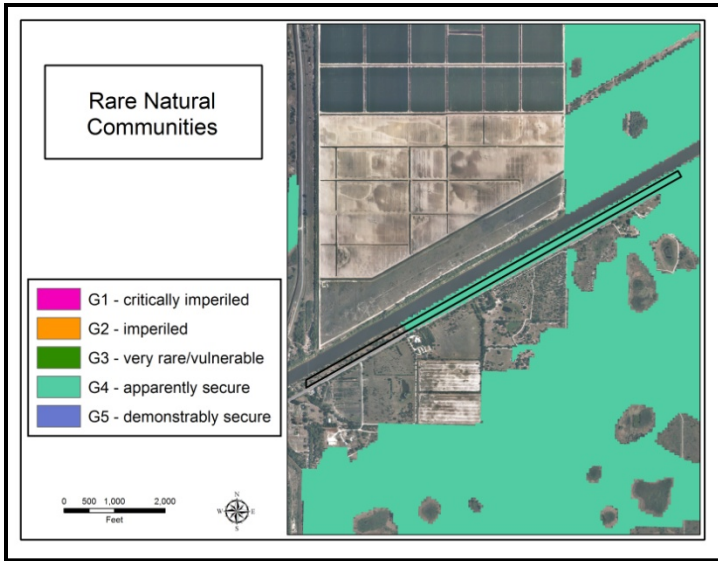 Rare Natural
Communities
G1 - critically imperiled
G2 - imperiled
G3 - very rare/vulnerable
G4 - apparently secure
G5 - demonstrably secure
0 500 1,000 2,000
Feet
N
W E
S